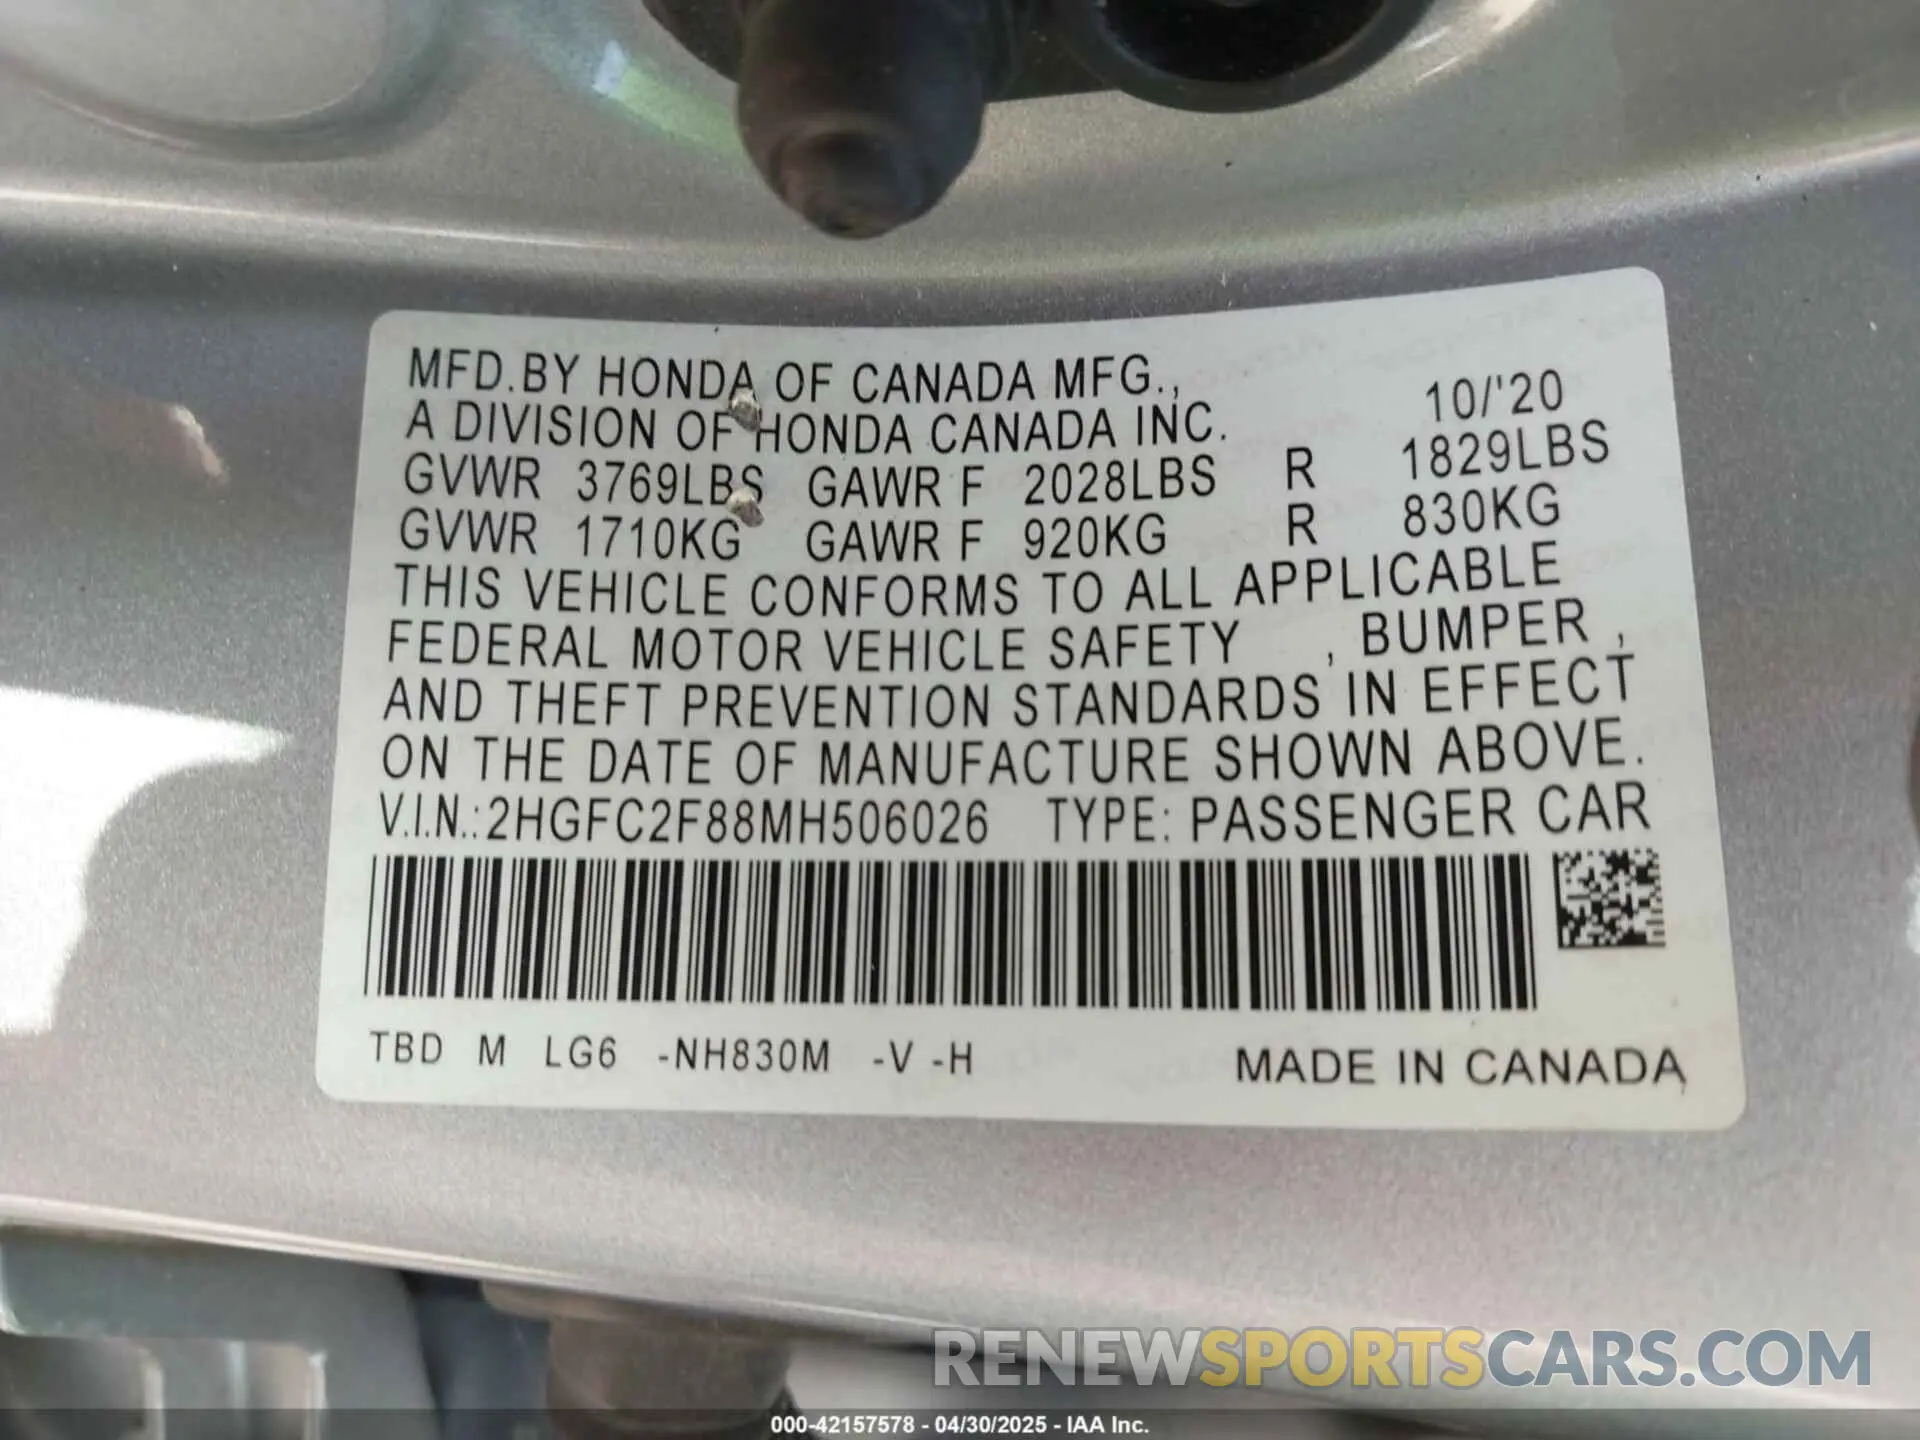 MFD.BY HONDA OF CANADA MFG., 10/'20
A DIVISION OF HONDA CANADA INC.
GVWR 3769LBS GAWR F 2028LBS R 1829LBS
GVWR 1710KG GAWR F 920KG R 830KG
THIS VEHICLE CONFORMS TO ALL APPLICABLE
FEDERAL MOTOR VEHICLE SAFETY , BUMPER ,
AND THEFT PREVENTION STANDARDS IN EFFECT
ON THE DATE OF MANUFACTURE SHOWN ABOVE.
V.I.N.:2HGFC2F88MH506026 TYPE: PASSENGER CAR
TBD M LG6 -NH830M -V -H MADE IN CANADA
RENEWSPORTSCARS.COM
000-42157578 - 04/30/2025 - IAA Inc.